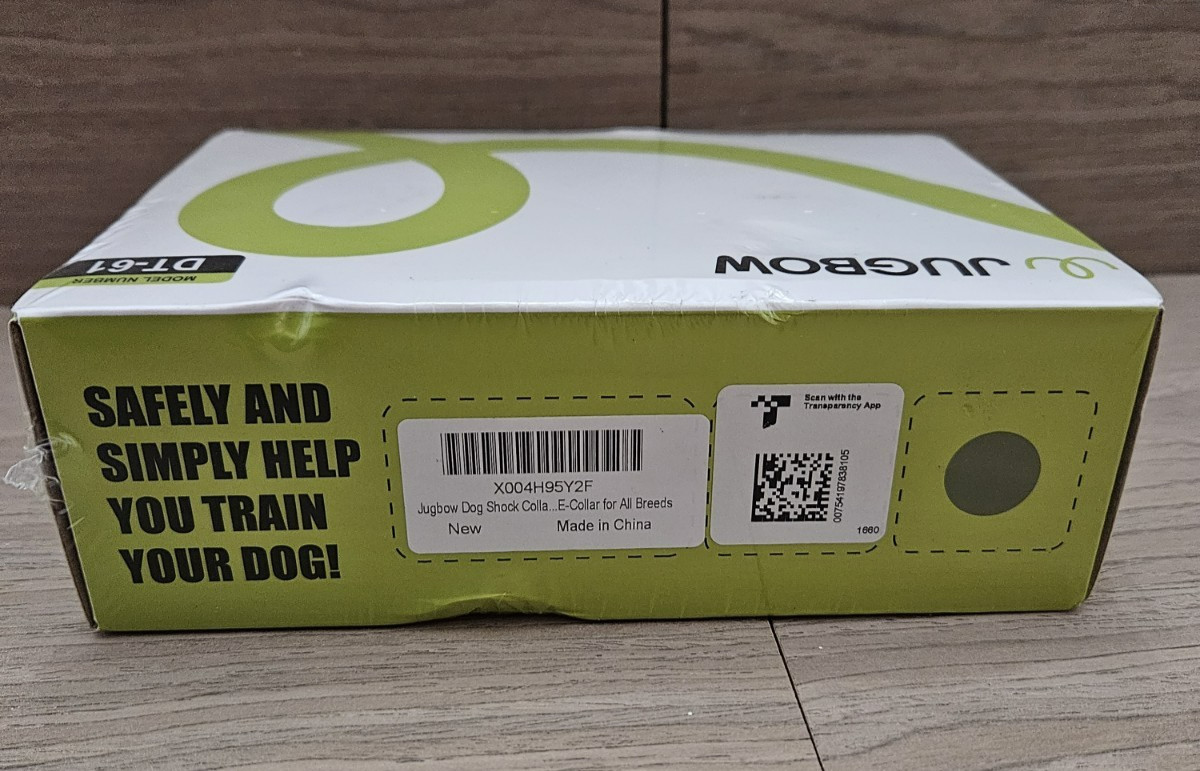 JUGBOW
MODEL NUMBER
DT-61
SAFELY AND
SIMPLY HELP
YOU TRAIN
YOUR DOG!
X004H95Y2F
Jugbow Dog Shock Colla...E-Collar for All Breeds
New Made in China
Scan with the
Transparency App
00754197838105
1660